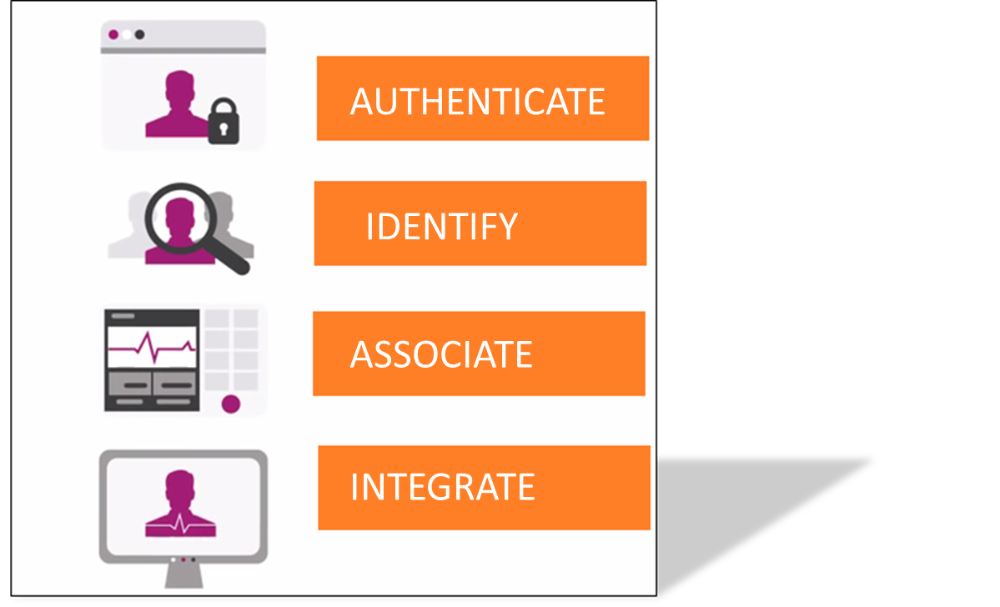 AUTHENTICATE
IDENTIFY
ASSOCIATE
INTEGRATE